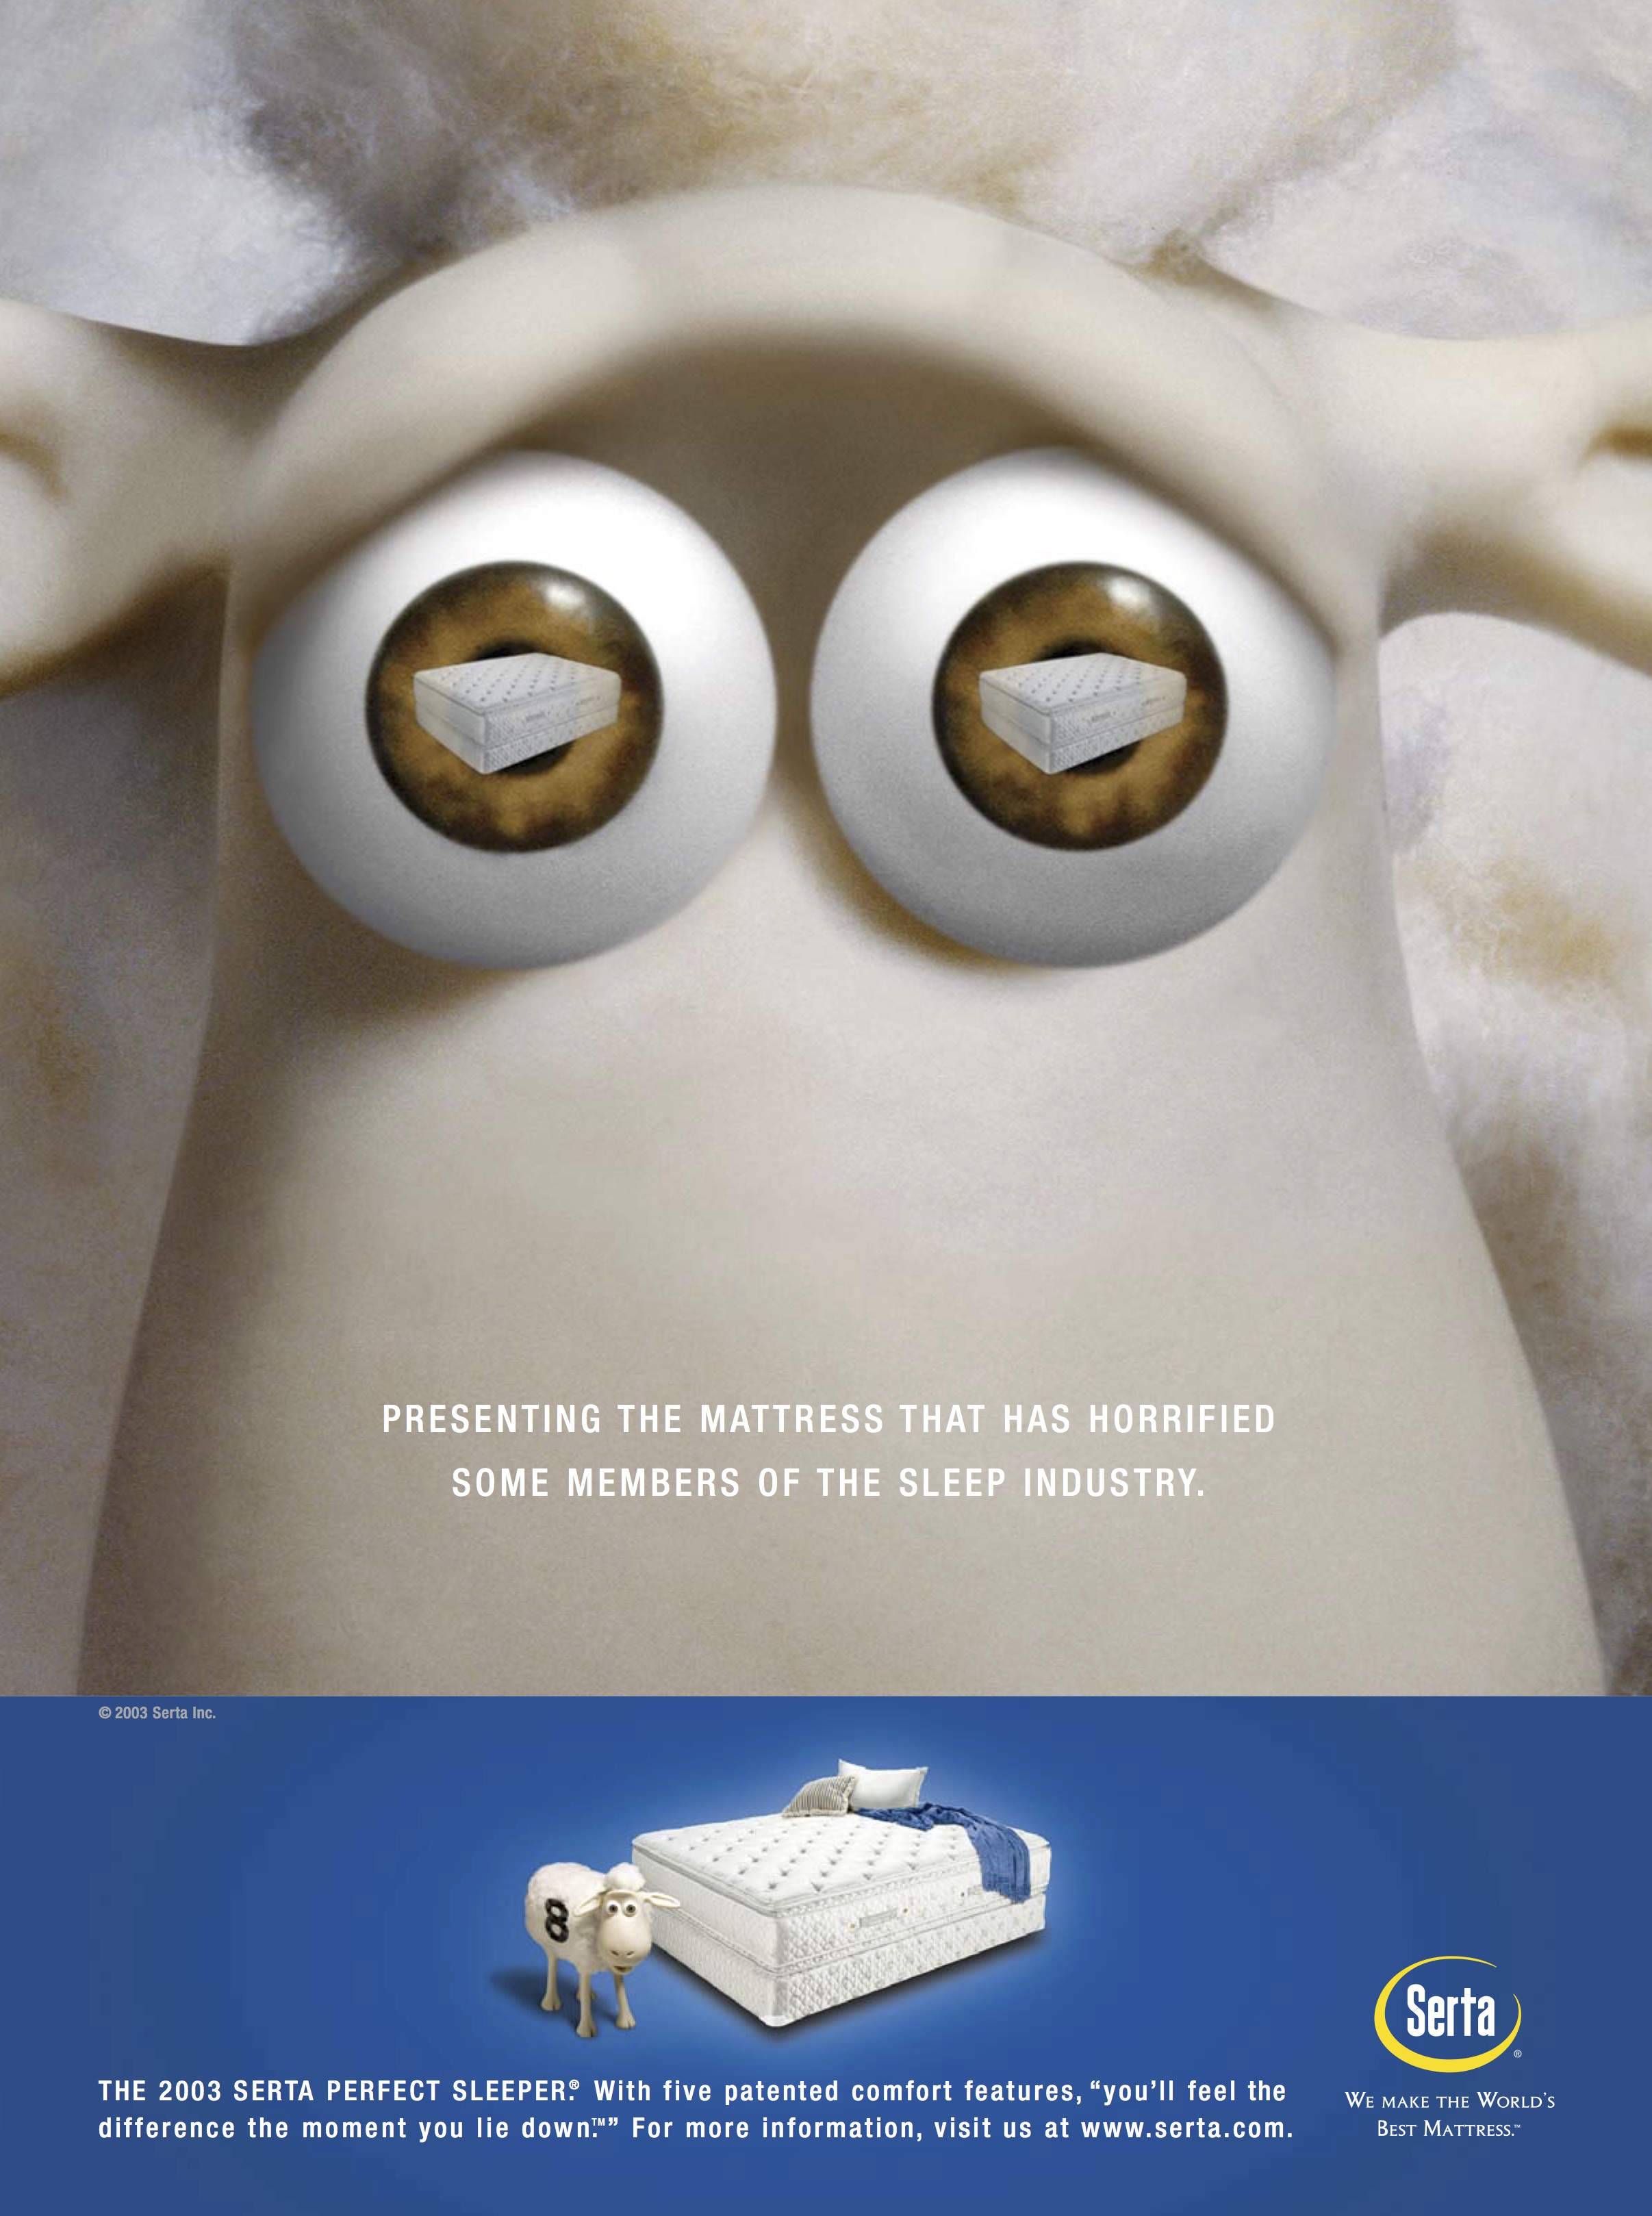 PRESENTING THE MATTRESS THAT HAS HORRIFIED
SOME MEMBERS OF THE SLEEP INDUSTRY.
© 2003 Serta Inc.
8
Serta®
THE 2003 SERTA PERFECT SLEEPER.® With five patented comfort features, “you’ll feel the
difference the moment you lie down.™” For more information, visit us at www.serta.com.
WE MAKE THE WORLD’S
BEST MATTRESS.™